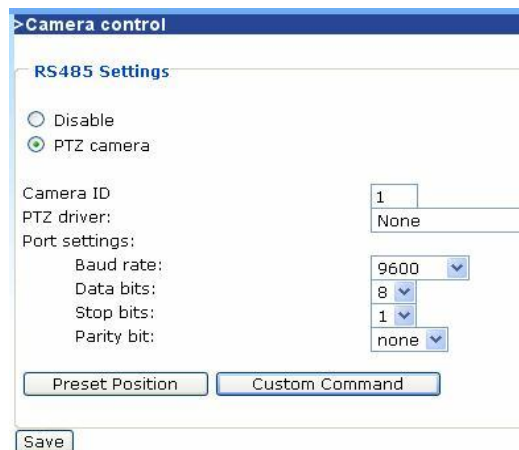 >Camera control
RS485 Settings
Disable
PTZ camera
Camera ID 1
PTZ driver: None
Port settings:
Baud rate: 9600
Data bits: 8
Stop bits: 1
Parity bit: none
Preset Position Custom Command
Save